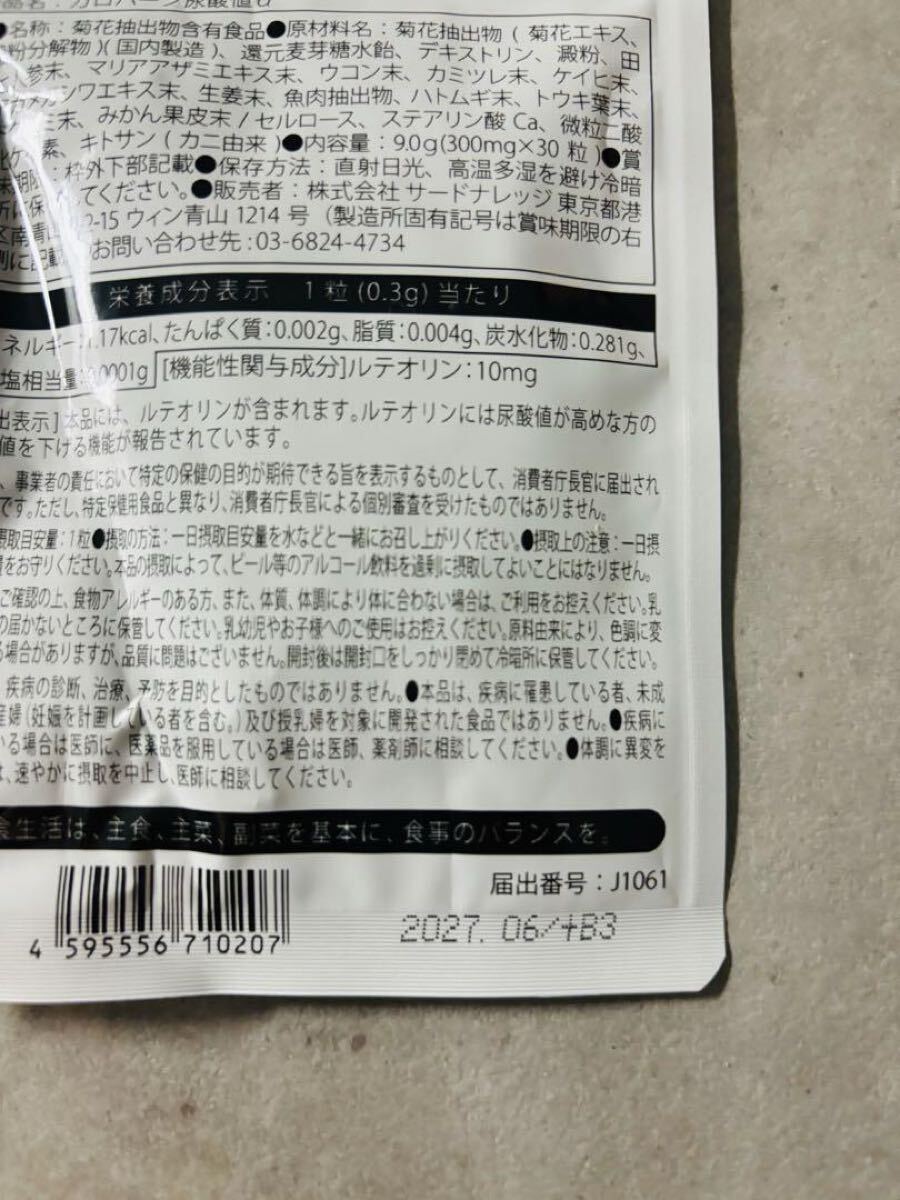 品名：カロバーン尿酸値α
●名称：菊花抽出物含有食品●原材料名：菊花抽出物（菊花エキス、
粉分解物）（国内製造）、還元麦芽糖水飴、デキストリン、澱粉、田
参末、マリアアザミエキス末、ウコン末、カミツレ末、ケイヒ末、
カメガシワエキス末、生姜末、魚肉抽出物、ハトムギ末、トウキ葉末、
ミ末、みかん果皮末/セルロース、ステアリン酸Ca、微粒二酸
ケイ素、キトサン（カニ由来）●内容量：9.0g(300mg×30粒)●賞
味期限：枠外下部記載●保存方法：直射日光、高温多湿を避け冷暗
所に保 てください。●販売者：株式会社サードナレッジ 東京都港
区南青山 2-15 ウィン青山1214号（製造所固有記号は賞味期限の右
側に記載 お問い合わせ先：03-6824-4734
栄養成分表示 1粒(0.3g)当たり
ネルギー:1.17kcal、たんぱく質:0.002g、脂質:0.004g、炭水化物:0.281g、
塩相当量: 0.0001g [機能性関与成分]ルテオリン:10mg
出表示]本品には、ルテオリンが含まれます。ルテオリンには尿酸値が高めな方の
値を下げる機能が報告されています。
、事業者の責任において特定の保健の目的が期待できる旨を表示するものとして、消費者庁長官に届出され
です。ただし、特定保健用食品と異なり、消費者庁長官による個別審査を受けたものではありません。
摂取目安量：1粒●摂取の方法：一日摂取目安量を水などと一緒にお召し上がりください。●摂取上の注意：一日摂
量をお守りください。本品の摂取によって、ビール等のアルコール飲料を過剰に摂取してよいことにはなりません。
ご確認の上、食物アレルギーのある方、また、体質、体調により体に合わない場合は、ご利用をお控えください。乳
の届かないところに保管してください。乳幼児やお子様へのご使用はお控えください。原料由来により、色調に変
る場合がありますが、品質に問題はございません。開封後は開封口をしっかり閉めて冷暗所に保管してください。
、疾病の診断、治療、予防を目的としたものではありません。●本品は、疾病に罹患している者、未成
産婦（妊娠を計画している者を含む。）及び授乳婦を対象に開発された食品ではありません。●疾病に
いる場合は医師に、医薬品を服用している場合は医師、薬剤師に相談してください。●体調に異変を
は、速やかに摂取を中止し、医師に相談してください。
食生活は、主食、主菜、副菜を基本に、食事のバランスを。
届出番号：J1061
2027. 06/+B3
4 595556 710207